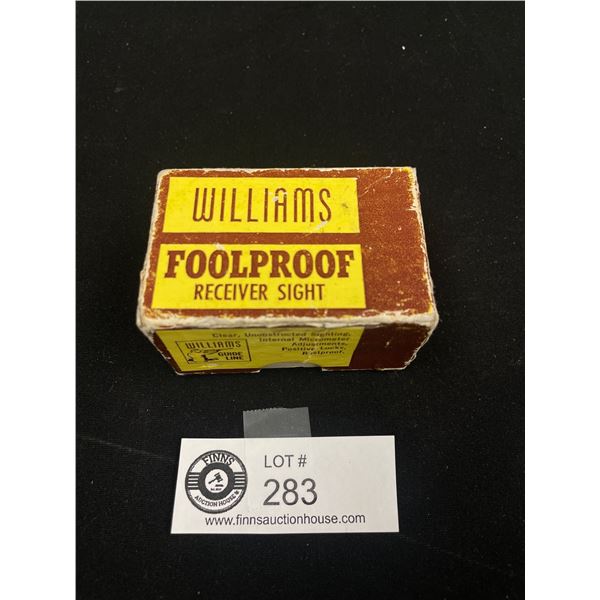 WILLIAMS
FOOLPROOF
RECEIVER SIGHT
Clear, Unobstructed Sighting,
Internal Micrometer
Adjustments,
Positive Locks,
Rustproof.
WILLIAMS
GUIDE
LINE
FINNS
AUCTION HOUSE
LOT #
283
www.finnsauctionhouse.com